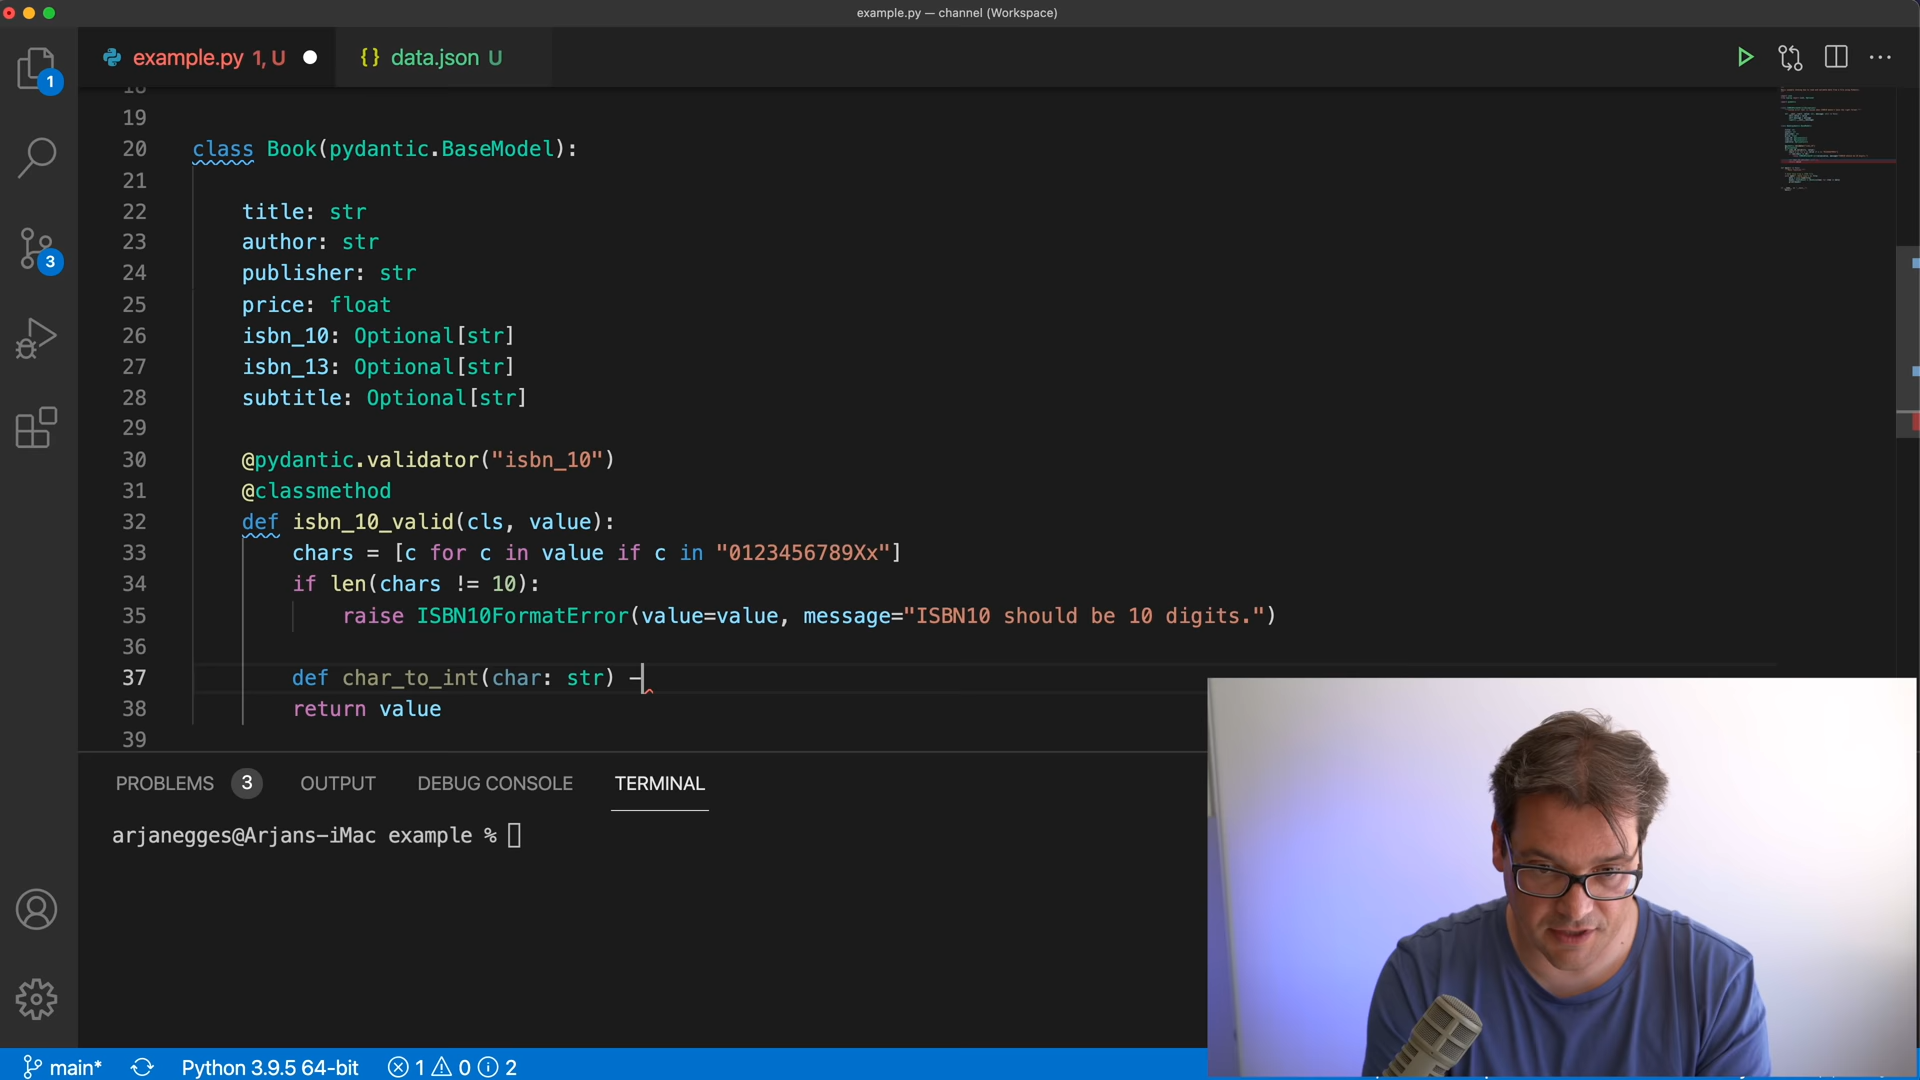 example.py — channel (Workspace)
example.py 1, U
{} data.json U
1
18
19
20 class Book(pydantic.BaseModel):
21
22 title: str
23 author: str
24 publisher: str
25 price: float
26 isbn_10: Optional[str]
27 isbn_13: Optional[str]
28 subtitle: Optional[str]
29
30 @pydantic.validator("isbn_10")
31 @classmethod
32 def isbn_10_valid(cls, value):
33 chars = [c for c in value if c in "0123456789Xx"]
34 if len(chars != 10):
35 raise ISBN10FormatError(value=value, message="ISBN10 should be 10 digits.")
36
37 def char_to_int(char: str) -
38 return value
39
3
PROBLEMS 3 OUTPUT DEBUG CONSOLE TERMINAL
arjanegges@Arjans-iMac example %
main* Python 3.9.5 64-bit 1 0 2